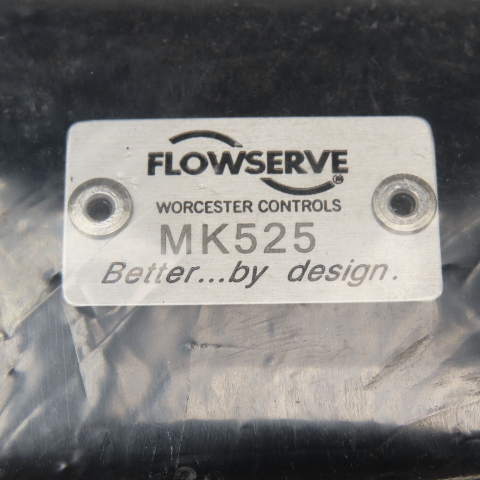 FLOWSERVE
WORCESTER CONTROLS
MK525
Better...by design.